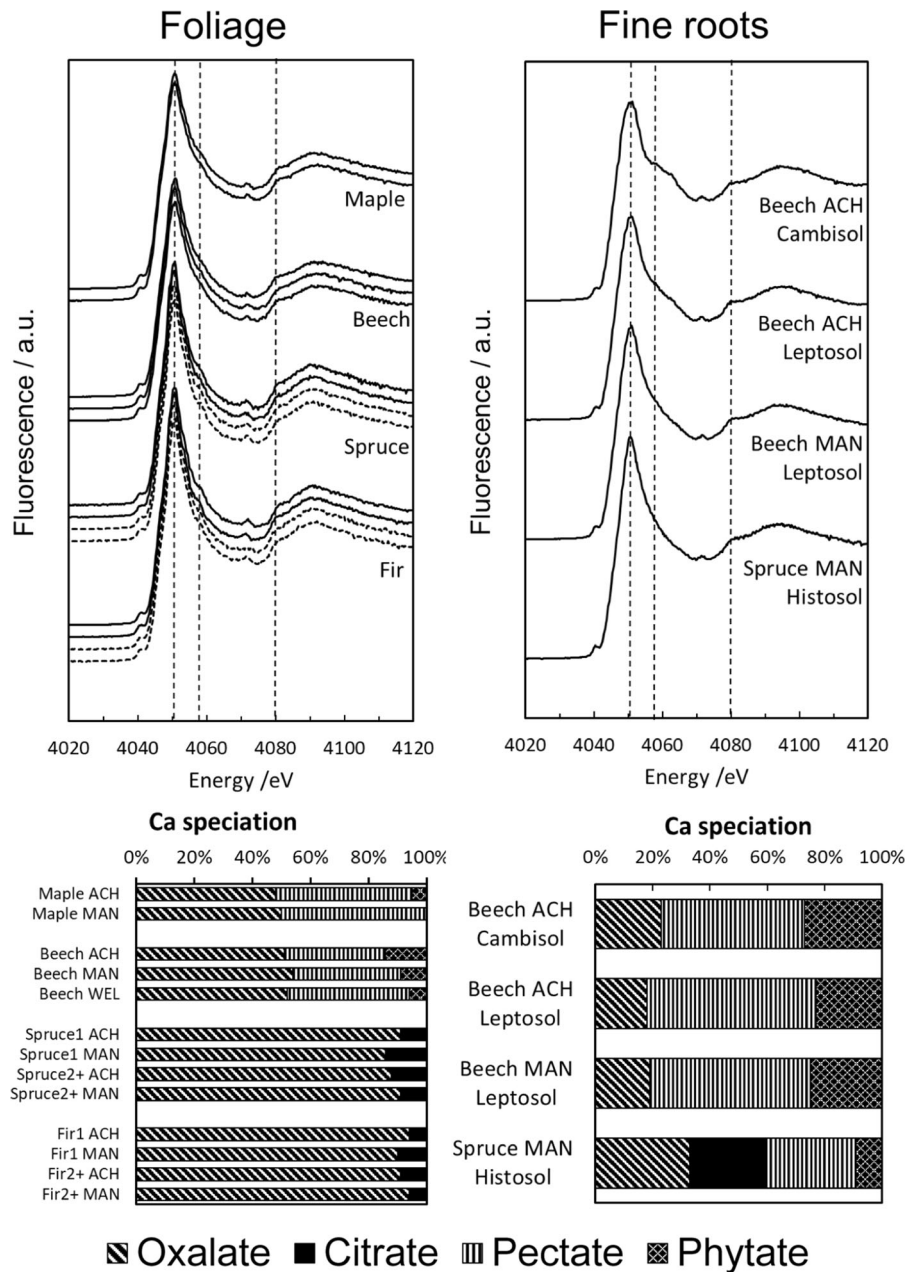 Foliage
Fluorescence / a.u.
Maple
Beech
Spruce
Fir
4020 4040 4060 4080 4100 4120
Energy /eV
Fine roots
Fluorescence / a.u.
Beech ACH
Cambisol
Beech ACH
Leptosol
Beech MAN
Leptosol
Spruce MAN
Histosol
4020 4040 4060 4080 4100 4120
Energy /eV
Ca speciation
0% 20% 40% 60% 80% 100%
Maple ACH
Maple MAN
Beech ACH
Beech MAN
Beech WEL
Spruce1 ACH
Spruce1 MAN
Spruce2+ ACH
Spruce2+ MAN
Fir1 ACH
Fir1 MAN
Fir2+ ACH
Fir2+ MAN
Ca speciation
0% 20% 40% 60% 80% 100%
Beech ACH
Cambisol
Beech ACH
Leptosol
Beech MAN
Leptosol
Spruce MAN
Histosol
Oxalate Citrate Pectate Phytate